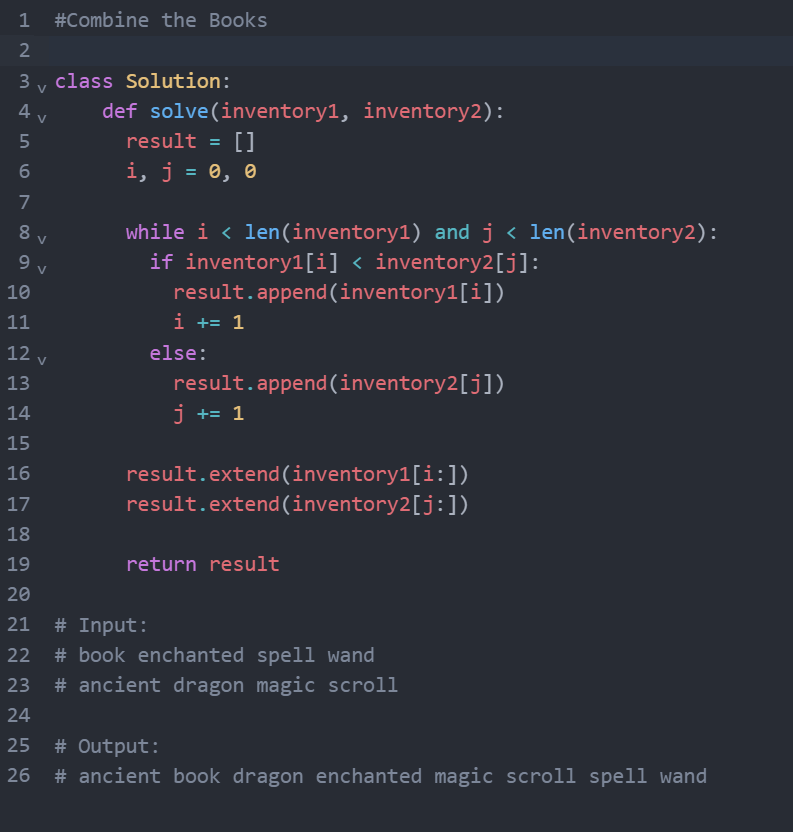 1 #Combine the Books
2
3 v class Solution:
4 v     def solve(inventory1, inventory2):
5       result = []
6       i, j = 0, 0
7
8 v       while i < len(inventory1) and j < len(inventory2):
9 v         if inventory1[i] < inventory2[j]:
10           result.append(inventory1[i])
11           i += 1
12 v         else:
13           result.append(inventory2[j])
14           j += 1
15
16       result.extend(inventory1[i:])
17       result.extend(inventory2[j:])
18
19       return result
20
21 # Input:
22 # book enchanted spell wand
23 # ancient dragon magic scroll
24
25 # Output:
26 # ancient book dragon enchanted magic scroll spell wand